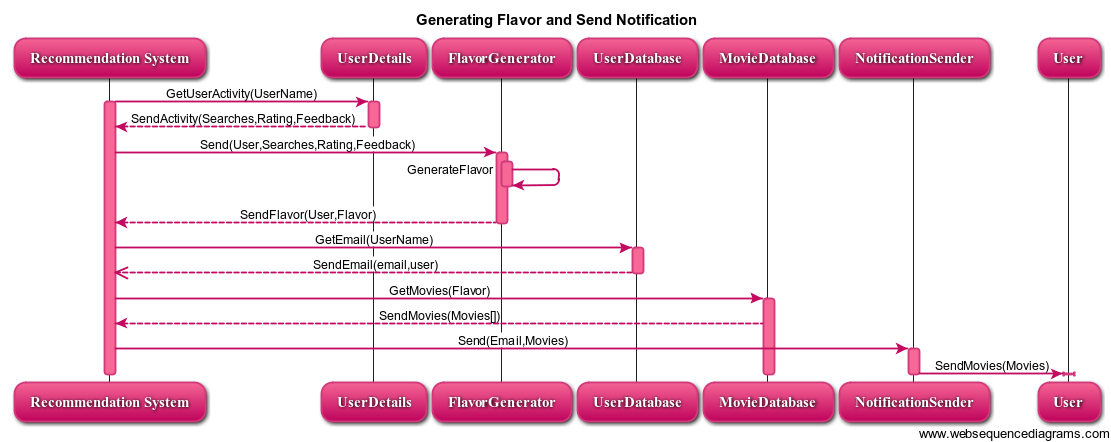 Generating Flavor and Send Notification
Recommendation System UserDetails FlavorGenerator UserDatabase MovieDatabase NotificationSender User
GetUserActivity(UserName)
SendActivity(Searches,Rating,Feedback)
Send(User,Searches,Rating,Feedback)
GenerateFlavor
SendFlavor(User,Flavor)
GetEmail(UserName)
SendEmail(email,user)
GetMovies(Flavor)
SendMovies(Movies[])
Send(Email,Movies)
SendMovies(Movies)
Recommendation System UserDetails FlavorGenerator UserDatabase MovieDatabase NotificationSender User
www.websequencediagrams.com